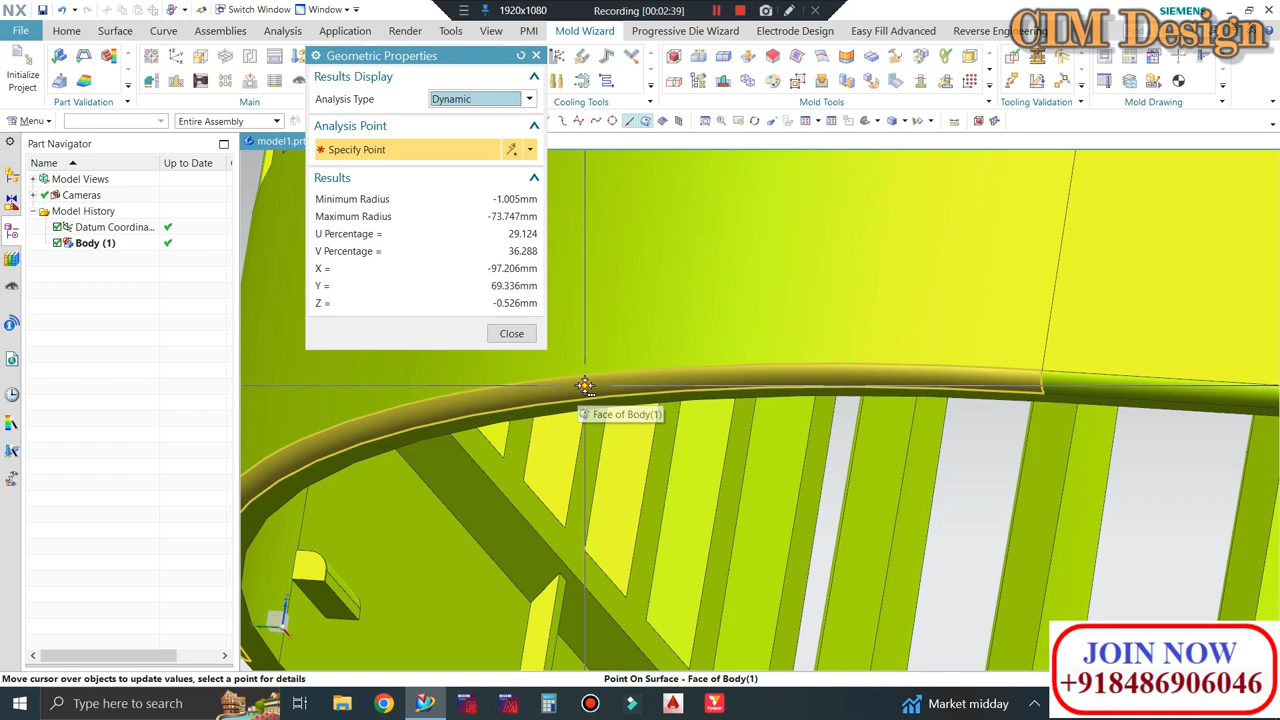 NX
Switch Window
Window
1920x1080
Recording [00:02:39]
SIEMENS
CIM Design
File
Home
Surface
Curve
Assemblies
Analysis
Application
Render
Tools
View
PMI
Mold Wizard
Progressive Die Wizard
Electrode Design
Easy Fill Advanced
Reverse Engineering
Initialize
Project
Part Validation
Main
Cooling Tools
Mold Tools
Tooling Validation
Mold Drawing
Menu
Entire Assembly
model1.prt
Part Navigator
Name
Up to Date
Model Views
Cameras
Model History
Datum Coordina...
Body (1)
Geometric Properties
Results Display
Analysis Type
Dynamic
Analysis Point
* Specify Point
Results
Minimum Radius -1.005mm
Maximum Radius -73.747mm
U Percentage = 29.124
V Percentage = 36.288
X = -97.206mm
Y = 69.336mm
Z = -0.526mm
Close
Face of Body(1)
JOIN NOW
+918486906046
Move cursor over objects to update values, select a point for details
Point On Surface - Face of Body(1)
Type here to search
Market midday